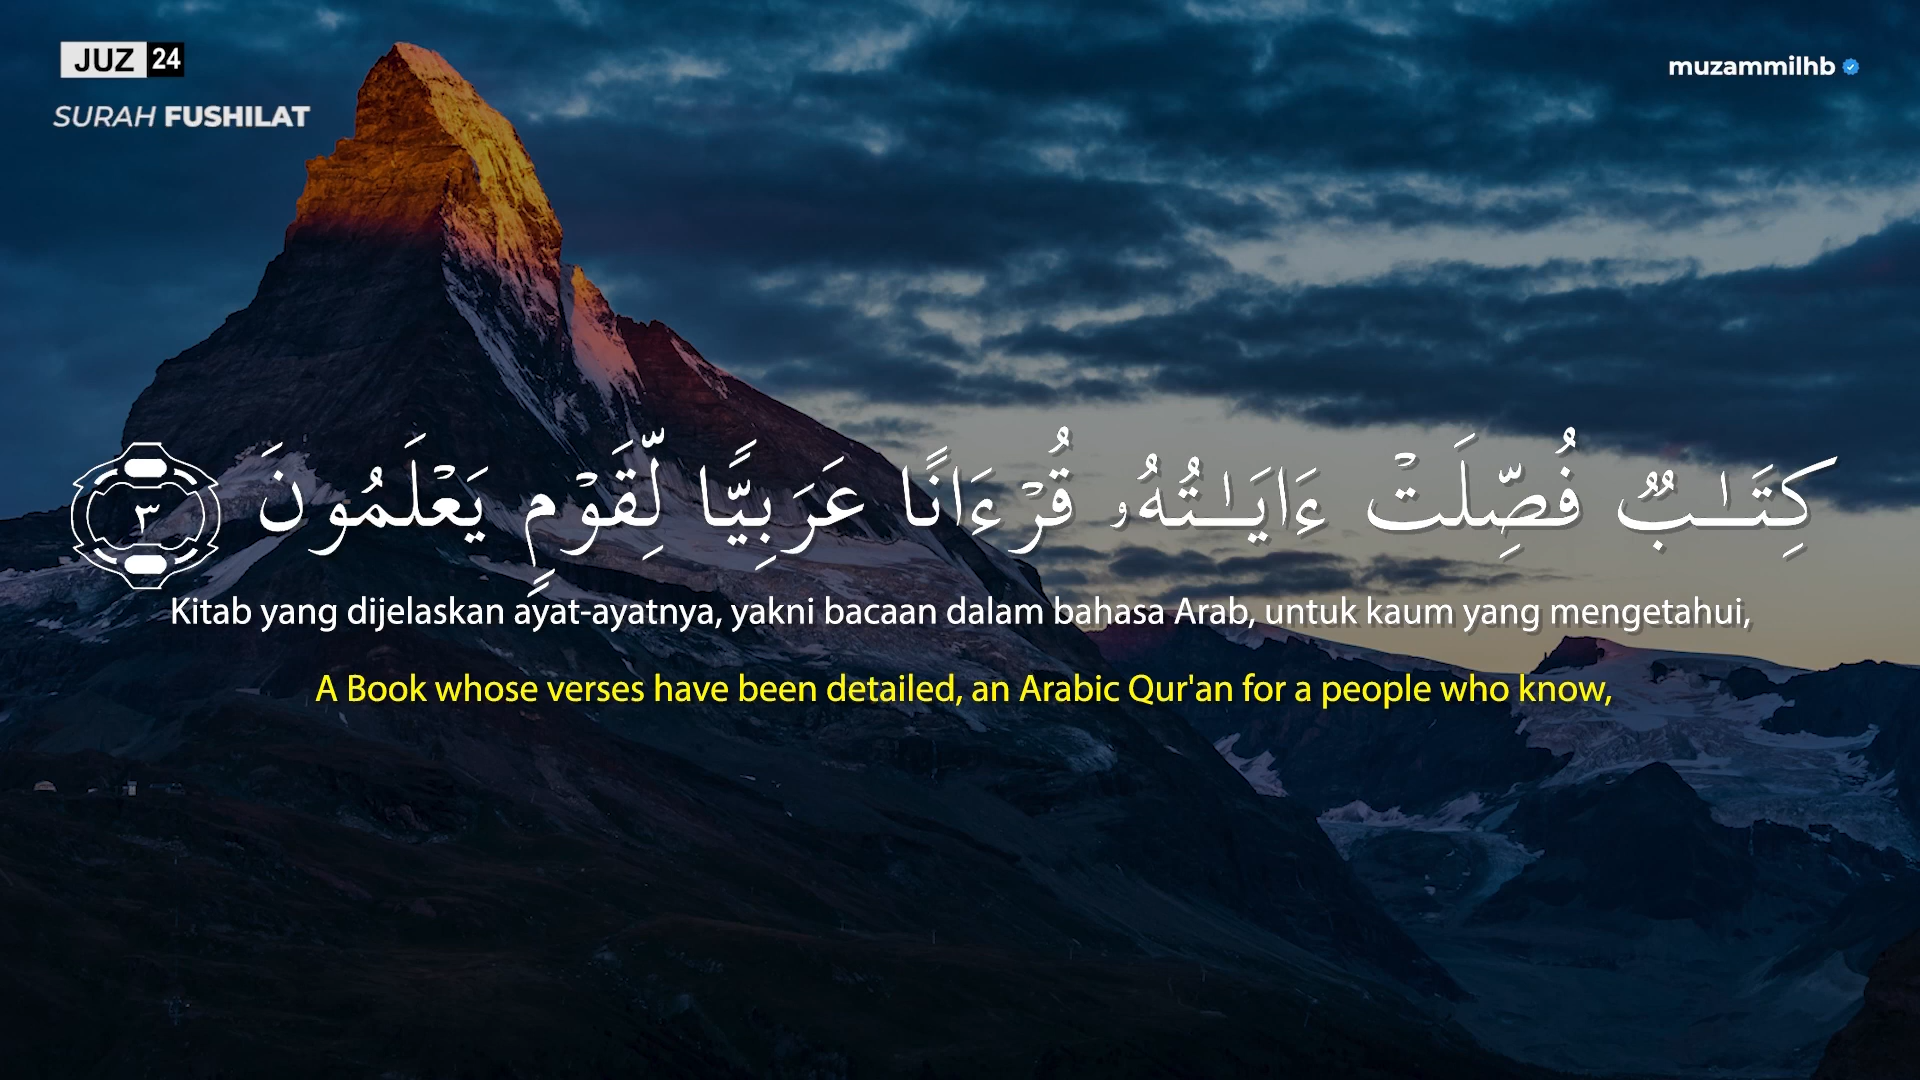 JUZ 24
muzammilhb
SURAH FUSHILAT
كِتَـٰبٌ فُصِّلَتْ ءَايَـٰتُهُۥ قُرْءَانًا عَرَبِيًّا لِّقَوْمٍ يَعْلَمُونَ ٣
Kitab yang dijelaskan ayat-ayatnya, yakni bacaan dalam bahasa Arab, untuk kaum yang mengetahui,
A Book whose verses have been detailed, an Arabic Qur'an for a people who know,